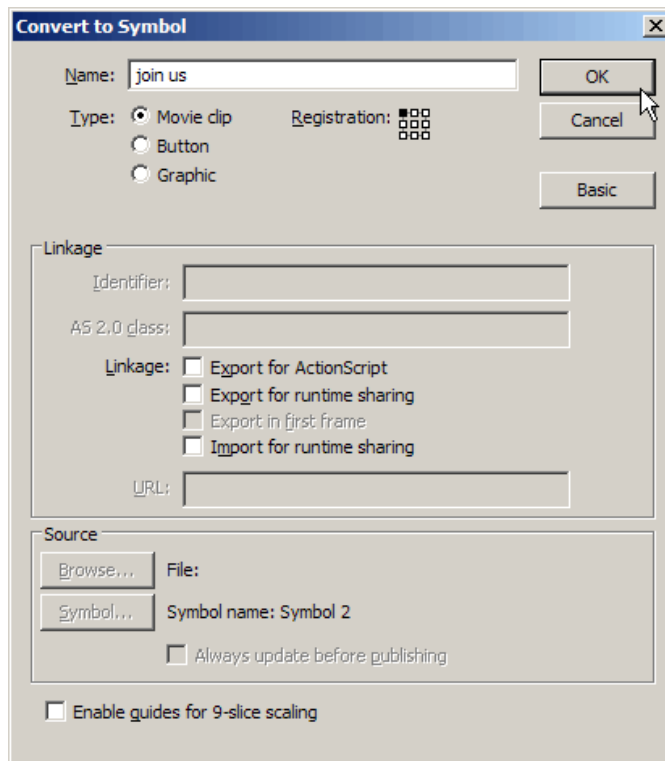 Convert to Symbol
Name: join us
OK
Type: Movie clip Registration:
Cancel
Button
Graphic
Basic
Linkage
Identifier:
AS 2.0 class:
Linkage: Export for ActionScript
Export for runtime sharing
Export in first frame
Import for runtime sharing
URL:
Source
Browse... File:
Symbol... Symbol name: Symbol 2
Always update before publishing
Enable guides for 9-slice scaling